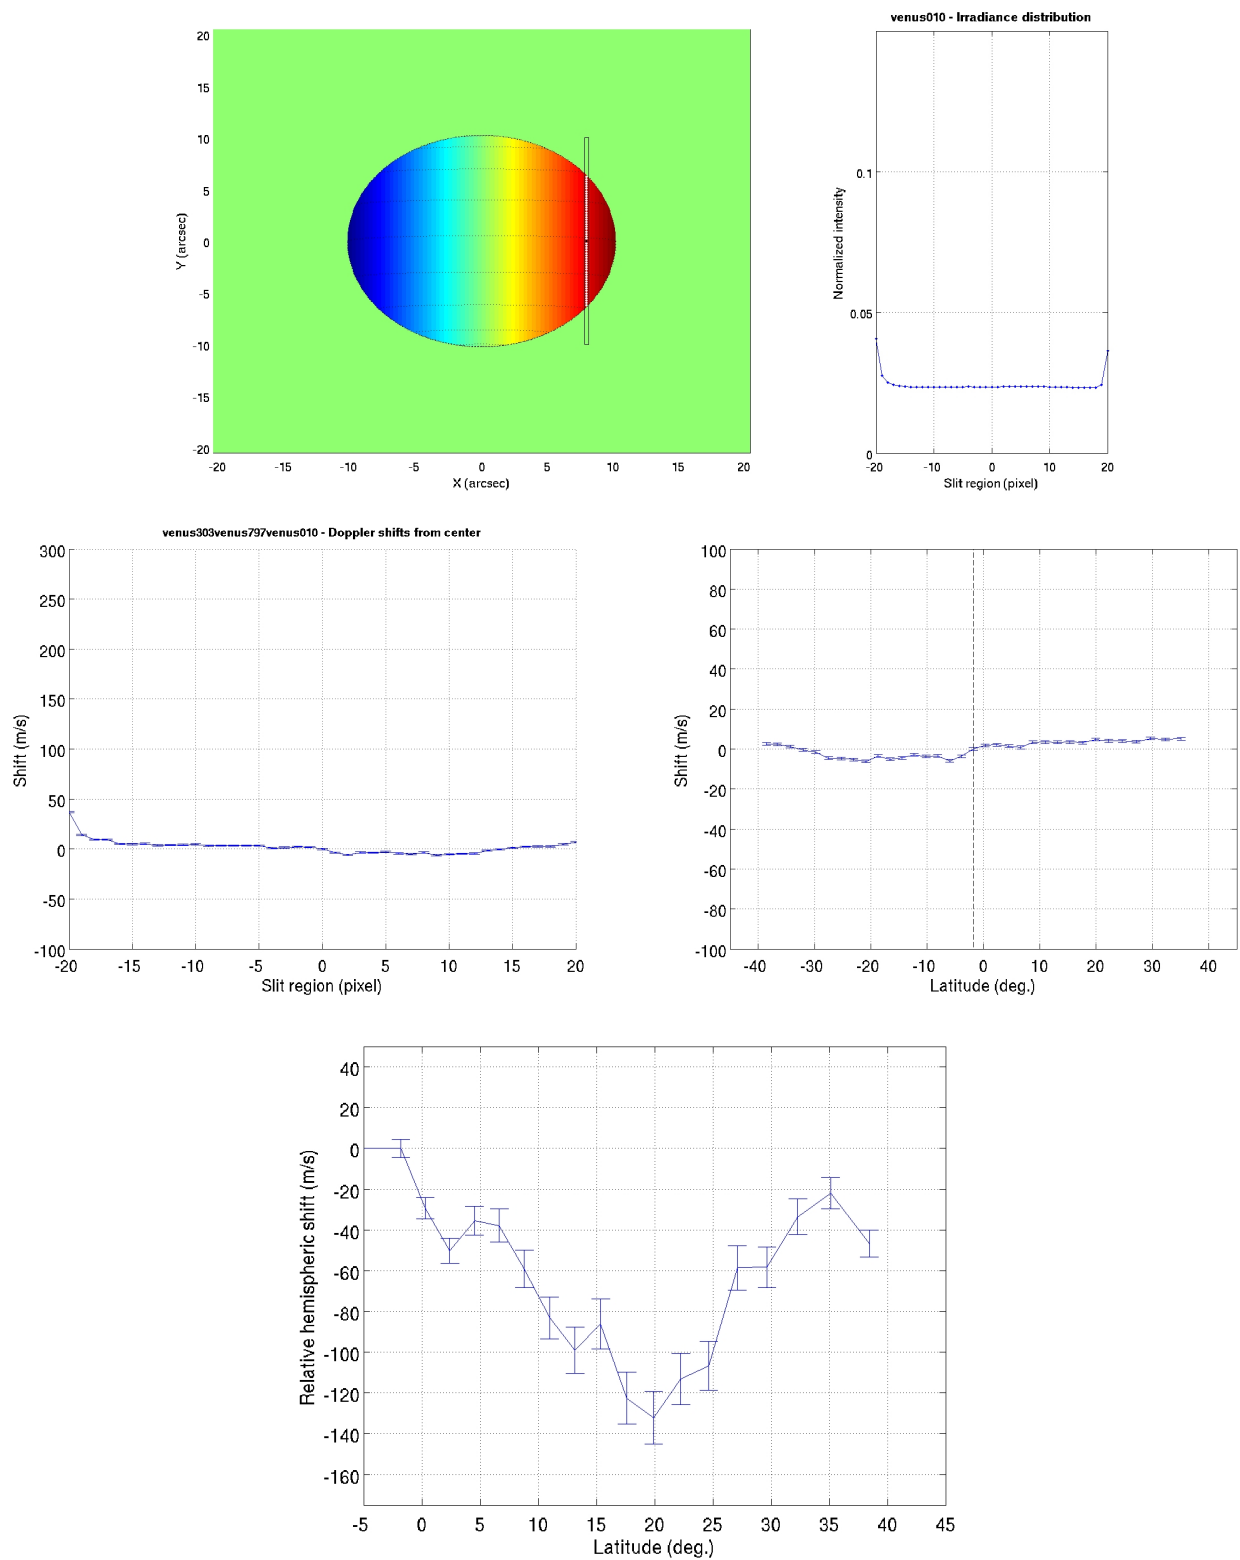 venus010 - Irradiance distribution
20
15
10
5
0
-5
-10
-15
-20
Y (arcsec)
-20 -15 -10 -5 0 5 10 15 20
X (arcsec)
0.1
0.05
0
Normalized intensity
-20 -10 0 10 20
Slit region (pixel)
venus303venus797venus010 - Doppler shifts from center
300
250
200
150
100
50
0
-50
-100
Shift (m/s)
-20 -15 -10 -5 0 5 10 15 20
Slit region (pixel)
100
80
60
40
20
0
-20
-40
-60
-80
-100
Shift (m/s)
-40 -30 -20 -10 0 10 20 30 40
Latitude (deg.)
40
20
0
-20
-40
-60
-80
-100
-120
-140
-160
Relative hemispheric shift (m/s)
-5 0 5 10 15 20 25 30 35 40 45
Latitude (deg.)